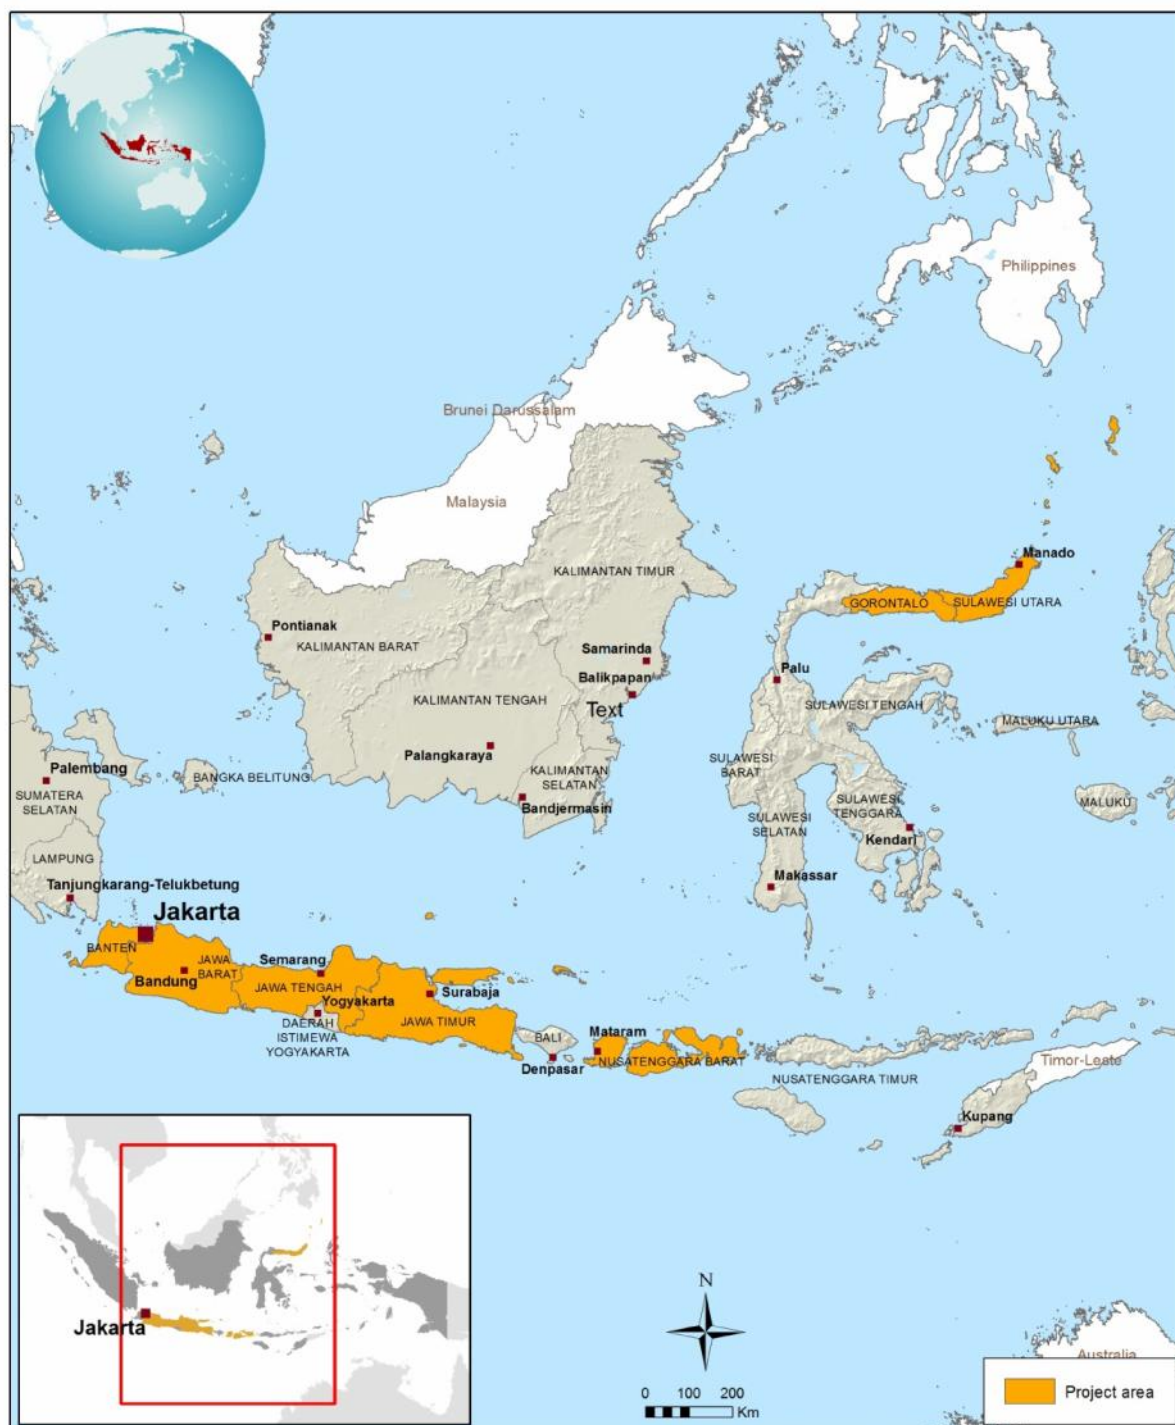 Philippines
Brunei Darussalam
Malaysia
Manado
KALIMANTAN TIMUR
GORONTALO
SULAWESI UTARA
Pontianak
KALIMANTAN BARAT
Samarinda
Balikpapan
Text
Palu
KALIMANTAN TENGAH
SULAWESI TENGAH
MALUKU UTARA
Palangkaraya
Palembang
BANGKA BELITUNG
SUMATERA
SELATAN
KALIMANTAN
SELATAN
SULAWESI
BARAT
Bandjermasin
SULAWESI
TENGGARA
MALUKU
SULAWESI
SELATAN
Kendari
LAMPUNG
Makassar
Tanjungkarang-Telukbetung
Jakarta
BANTEN
JAWA
BARAT
Bandung
Semarang
JAWA TENGAH
Yogyakarta
Surabaja
DAERAH
ISTIMEWA
YOGYAKARTA
JAWA TIMUR
BALI
Mataram
NUSATENGGARA BARAT
Denpasar
NUSATENGGARA TIMUR
Timor-Leste
Kupang
Jakarta
N
0 100 200
Km
Australia
Project area